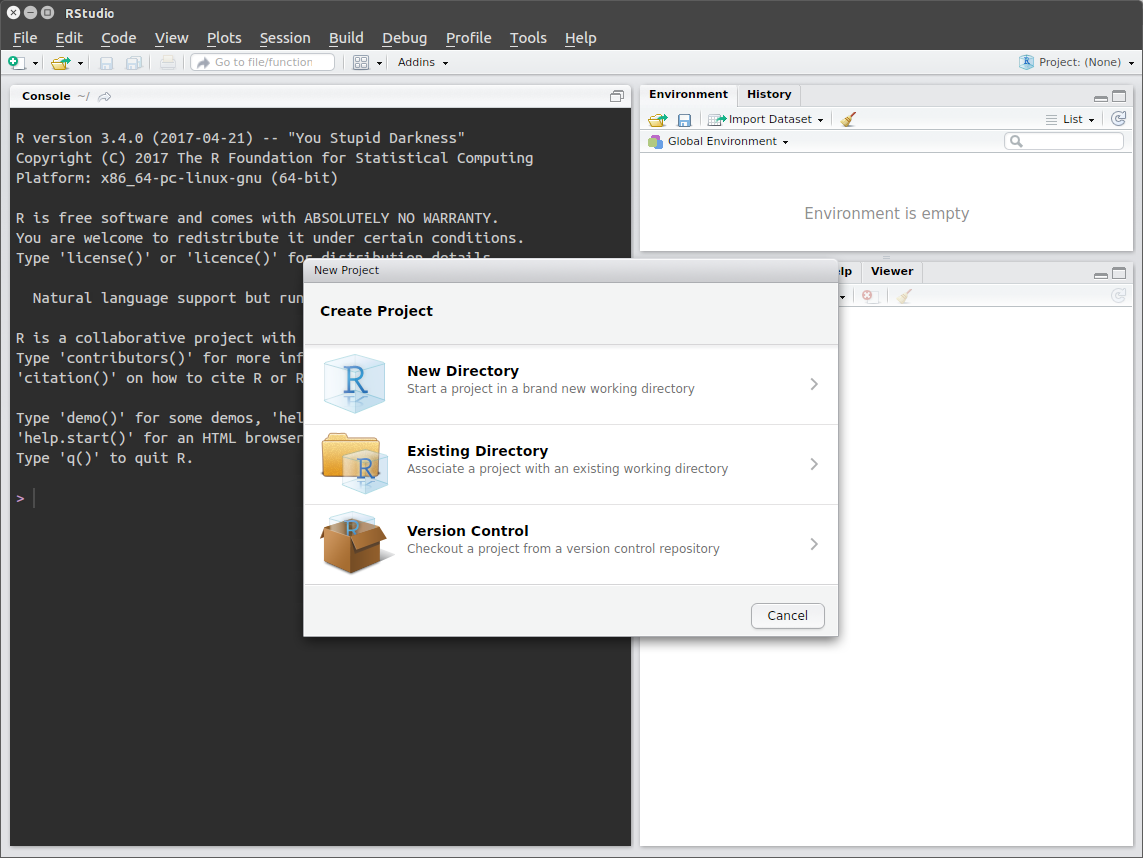 RStudio
File Edit Code View Plots Session Build Debug Profile Tools Help
Go to file/function Addins Project: (None)
Console ~/
R version 3.4.0 (2017-04-21) -- "You Stupid Darkness"
Copyright (C) 2017 The R Foundation for Statistical Computing
Platform: x86_64-pc-linux-gnu (64-bit)
R is free software and comes with ABSOLUTELY NO WARRANTY.
You are welcome to redistribute it under certain conditions.
Type 'license()' or 'licence()' for distribution details.
Natural language support but run
R is a collaborative project with
Type 'contributors()' for more inf
'citation()' on how to cite R or R
Type 'demo()' for some demos, 'hel
'help.start()' for an HTML browser
Type 'q()' to quit R.
>
Environment History
Import Dataset List
Global Environment
Environment is empty
lp Viewer
New Project
Create Project
R
New Directory
Start a project in a brand new working directory
R
Existing Directory
Associate a project with an existing working directory
R
Version Control
Checkout a project from a version control repository
Cancel